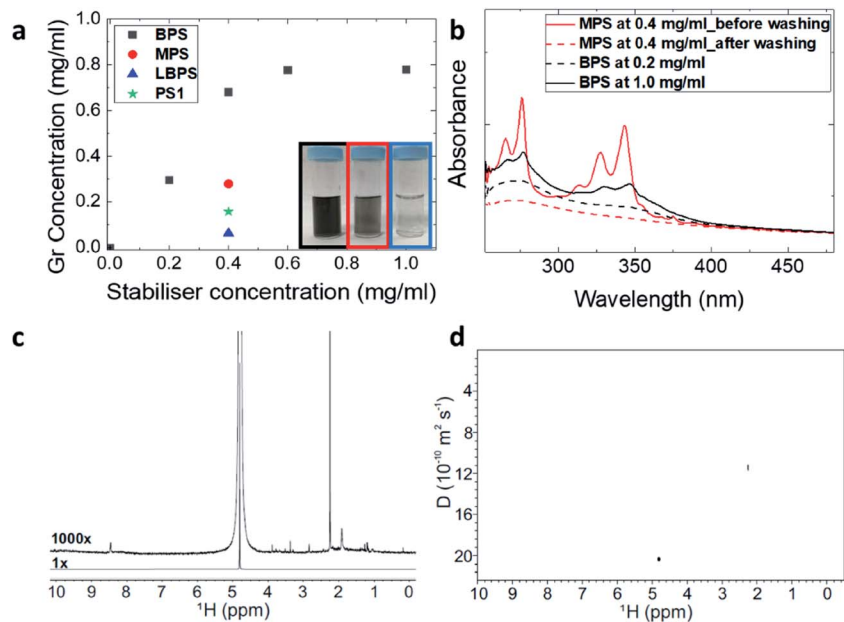 a
BPS
MPS
LBPS
PS1
Gr Concentration (mg/ml)
1.0
0.8
0.6
0.4
0.2
0.0
0.0 0.2 0.4 0.6 0.8 1.0
Stabiliser concentration (mg/ml)
b
MPS at 0.4 mg/ml_before washing
MPS at 0.4 mg/ml_after washing
BPS at 0.2 mg/ml
BPS at 1.0 mg/ml
Absorbance
300 350 400 450
Wavelength (nm)
c
1000x
1x
10 9 8 7 6 5 4 3 2 1 0
¹H (ppm)
d
D (10⁻¹⁰ m² s⁻¹)
4
8
12
16
20
10 9 8 7 6 5 4 3 2 1 0
¹H (ppm)